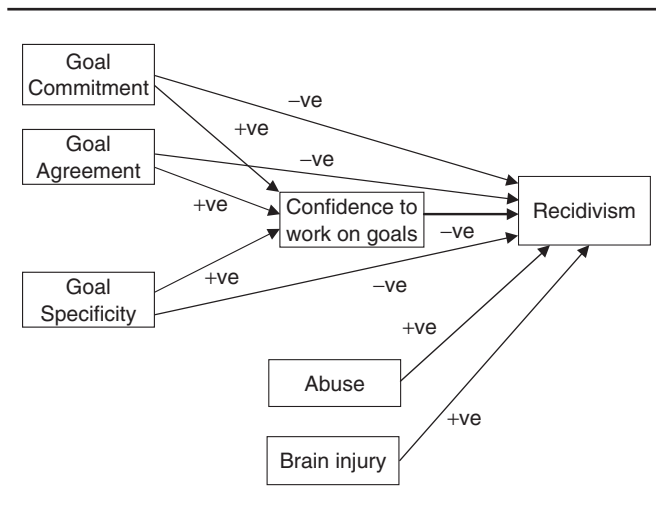 Goal
Commitment
−ve
+ve
Goal
Agreement
−ve
+ve
Confidence to
work on goals
Recidivism
−ve
Goal
Specificity
+ve
−ve
+ve
Abuse
+ve
Brain injury